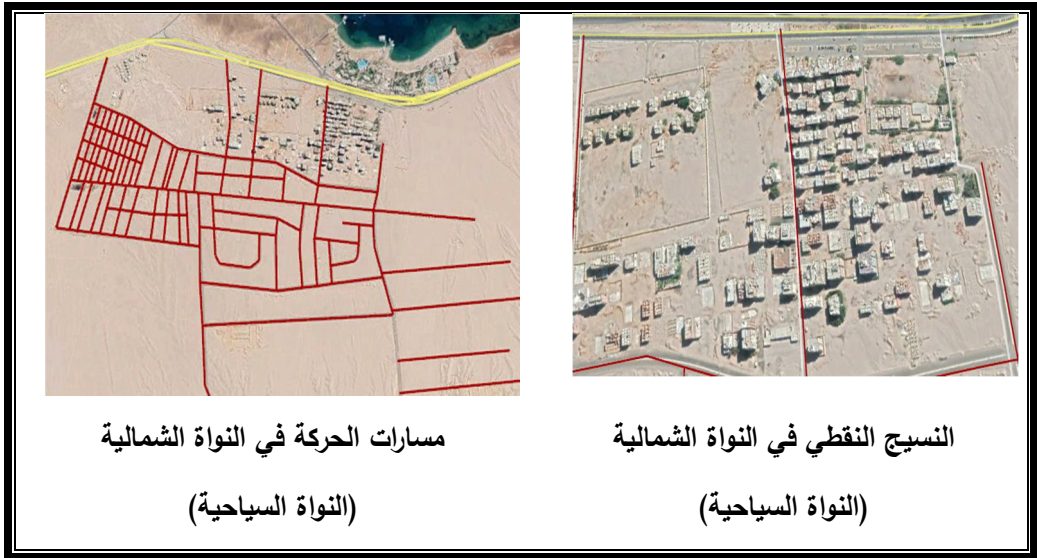 النسيج النقطي في النواة الشمالية
(النواة السياحية)
مسارات الحركة في النواة الشمالية
(النواة السياحية)